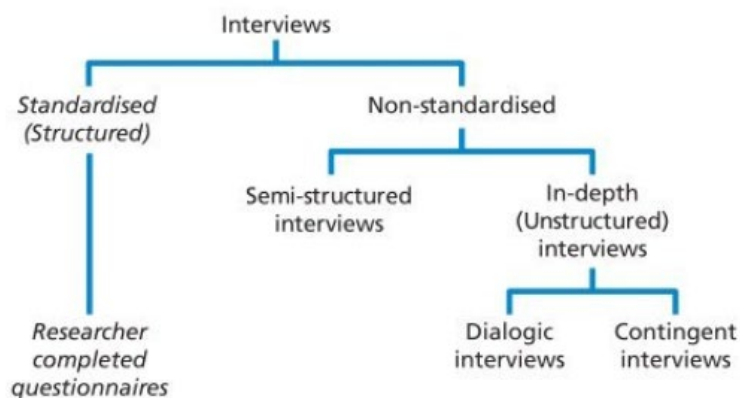 Interviews
Standardised
(Structured)
Non-standardised
Semi-structured
interviews
In-depth
(Unstructured)
interviews
Researcher
completed
questionnaires
Dialogic
interviews
Contingent
interviews